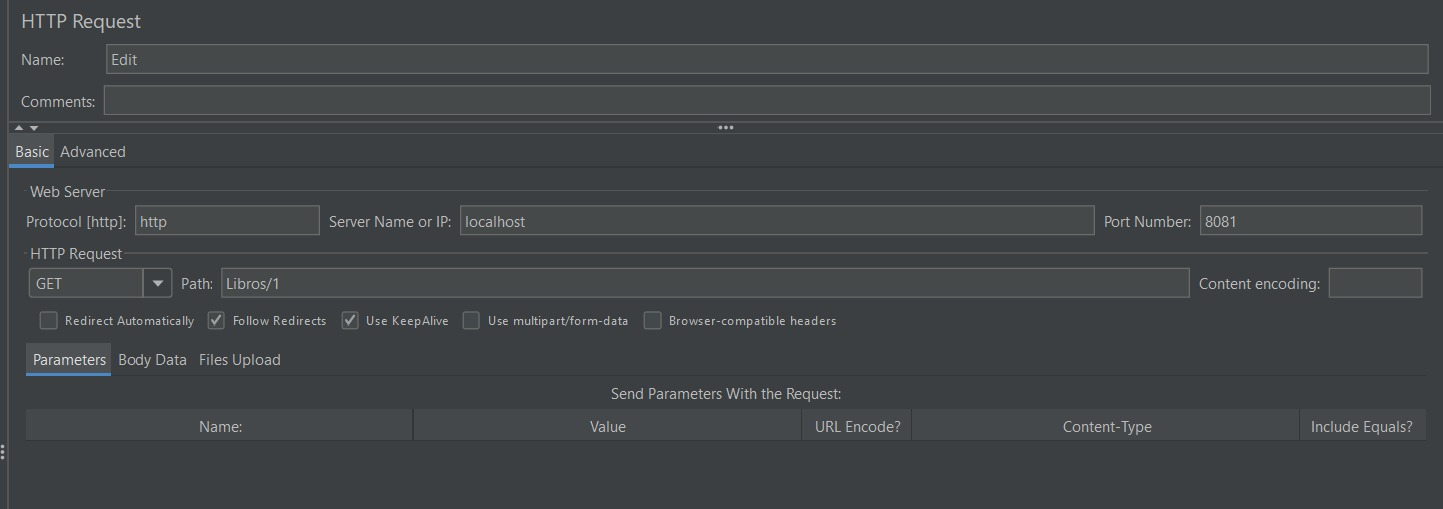 HTTP Request
Name: Edit
Comments:
Basic Advanced
Web Server
Protocol [http]: http Server Name or IP: localhost Port Number: 8081
HTTP Request
GET Path: Libros/1 Content encoding:
Redirect Automatically Follow Redirects Use KeepAlive Use multipart/form-data Browser-compatible headers
Parameters Body Data Files Upload
Send Parameters With the Request:
Name: Value URL Encode? Content-Type Include Equals?